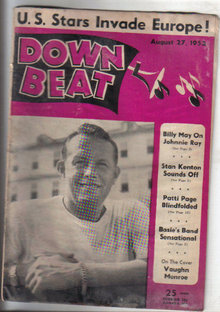 U.S. Stars Invade Europe!
August 27, 1952
DOWN
BEAT
Billy May On
Johnnie Ray
Stan Kenton
Sounds Off
Patti Page
Blindfolded
Basie's Band
Sensational
On The Cover
Vaughn
Monroe
25